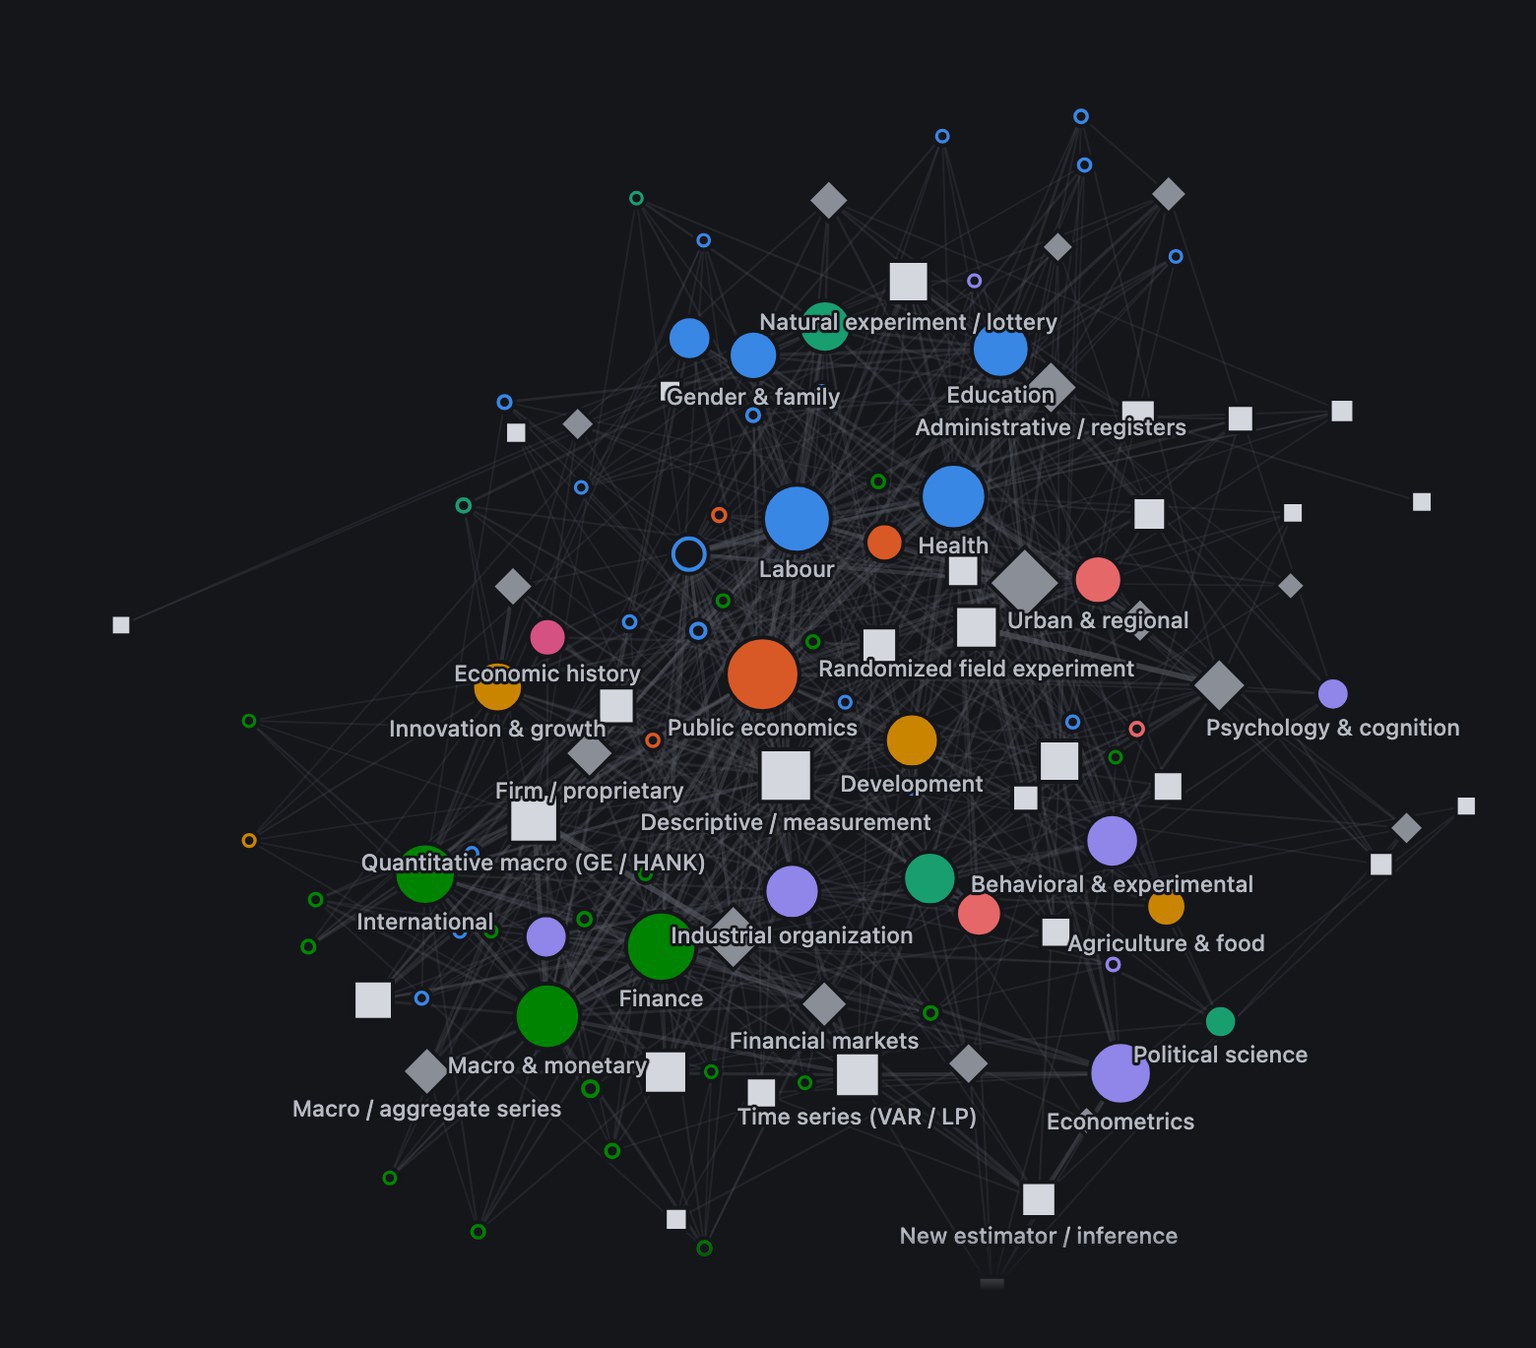 Natural experiment / lottery
Gender & family
Education
Administrative / registers
Health
Labour
Urban & regional
Randomized field experiment
Economic history
Innovation & growth
Public economics
Psychology & cognition
Development
Firm / proprietary
Descriptive / measurement
Quantitative macro (GE / HANK)
Behavioral & experimental
International
Industrial organization
Agriculture & food
Finance
Financial markets
Political science
Macro & monetary
Macro / aggregate series
Time series (VAR / LP)
Econometrics
New estimator / inference